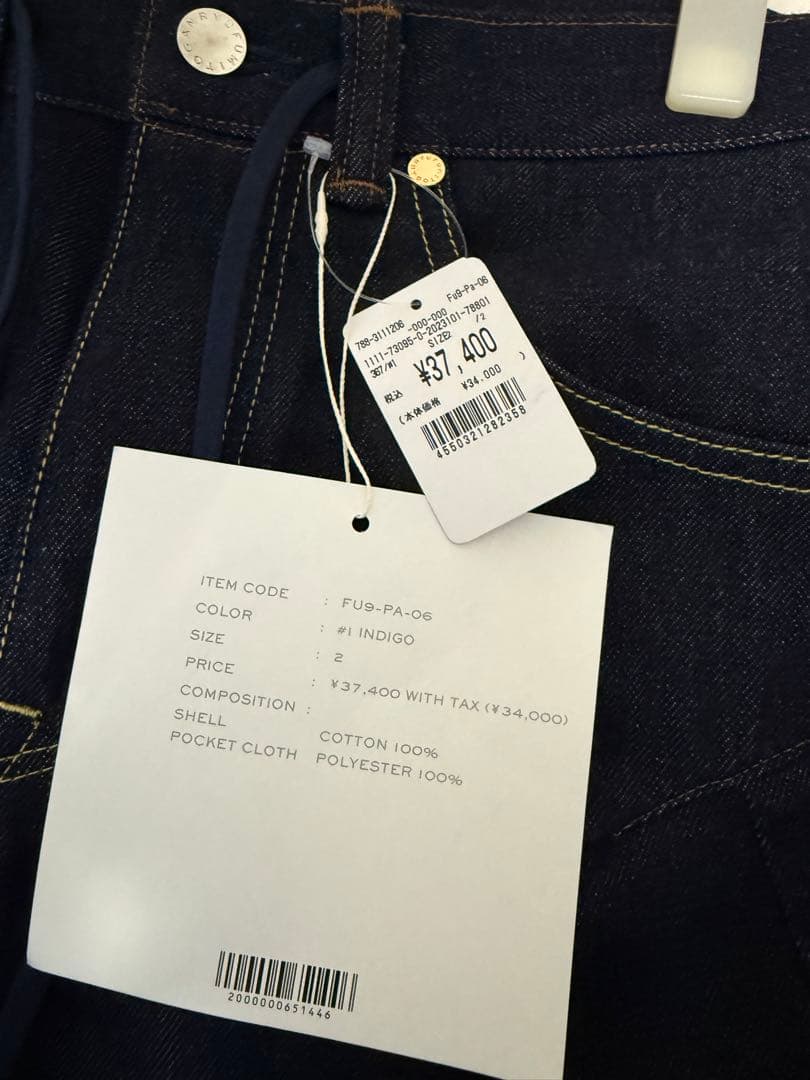 FUMITO GANRYU
Fu9-Pa-06
788-3111206 -000-000
1111-73095-0-2023101-78801
367/#1 SIZE2 /2
税込 ¥37,400
(本体価格 ¥34.000 )
4550321282358
ITEM CODE : FU9-PA-06
COLOR : #1 INDIGO
SIZE : 2
PRICE : ¥37,400 WITH TAX (¥34,000)
COMPOSITION :
SHELL COTTON 100%
POCKET CLOTH POLYESTER 100%
2000000651446